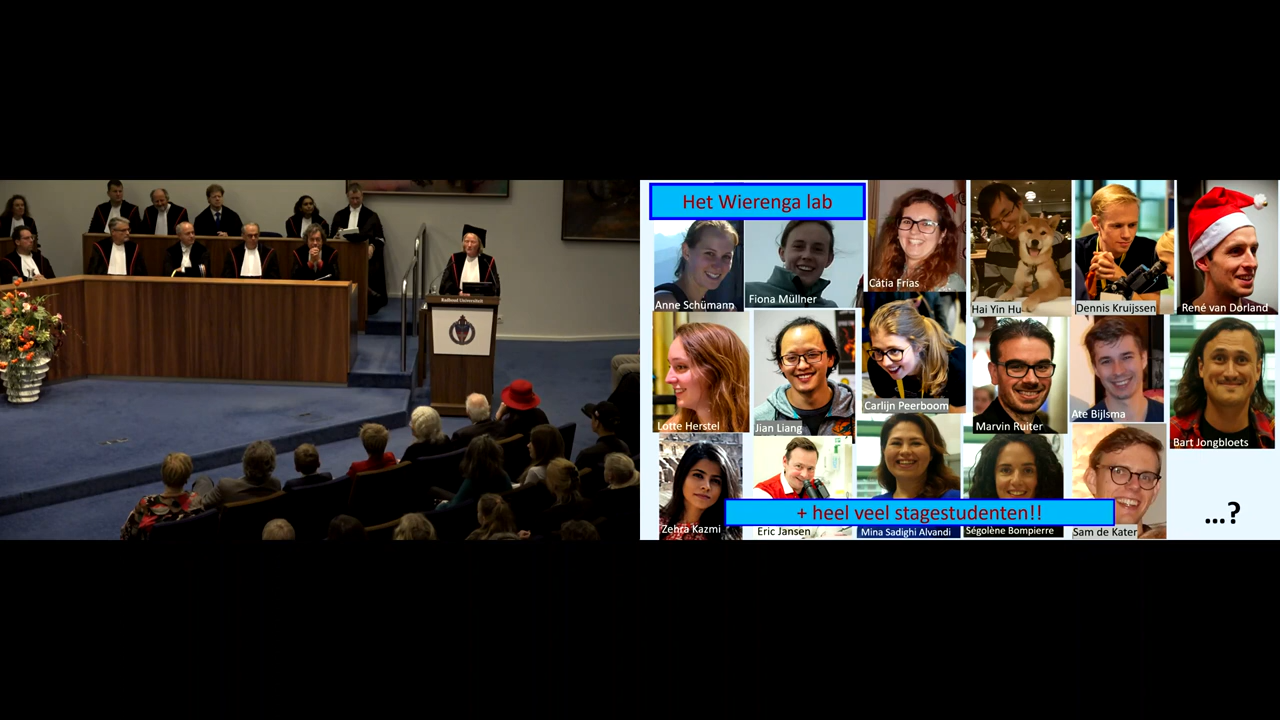 Radboud Universiteit
Het Wierenga lab
Anne Schümann
Fiona Müllner
Cátia Frias
Hai Yin Hu
Dennis Kruijssen
René van Dorland
Lotte Herstel
Jian Liang
Carlijn Peerboom
Marvin Ruiter
Ate Bijlsma
Bart Jongbloets
Zehra Kazmi
Eric Jansen
Mina Sadighi Alvandi
Ségolène Bompierre
Sam de Kater
+ heel veel stagestudenten!!
...?